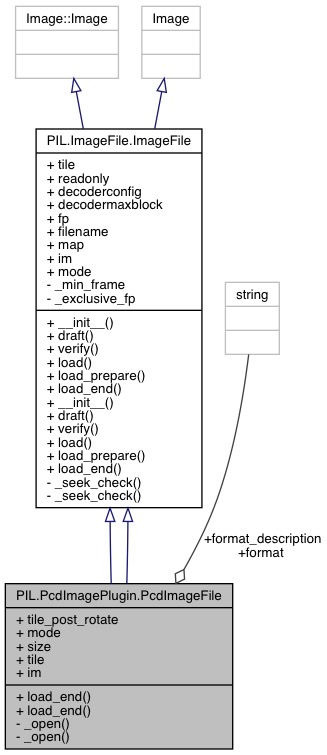 Image::Image
Image
PIL.ImageFile.ImageFile
+ tile
+ readonly
+ decoderconfig
+ decodermaxblock
+ fp
+ filename
+ map
+ im
+ mode
- _min_frame
- _exclusive_fp
+ __init__()
+ draft()
+ verify()
+ load()
+ load_prepare()
+ load_end()
+ __init__()
+ draft()
+ verify()
+ load()
+ load_prepare()
+ load_end()
- _seek_check()
- _seek_check()
string
+format_description
+format
PIL.PcdImagePlugin.PcdImageFile
+ tile_post_rotate
+ mode
+ size
+ tile
+ im
+ load_end()
+ load_end()
- _open()
- _open()